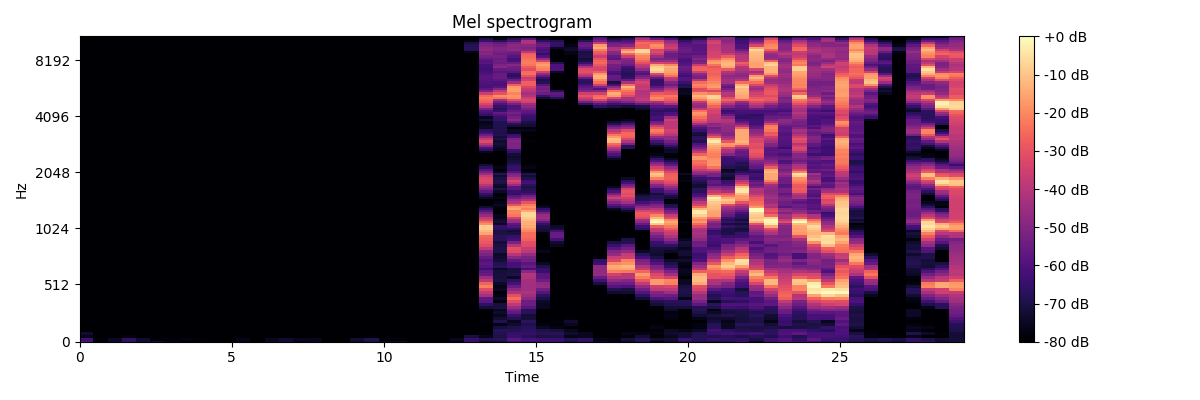 Mel spectrogram
8192
4096
2048
1024
512
0
Hz
0 5 10 15 20 25
Time
+0 dB
-10 dB
-20 dB
-30 dB
-40 dB
-50 dB
-60 dB
-70 dB
-80 dB